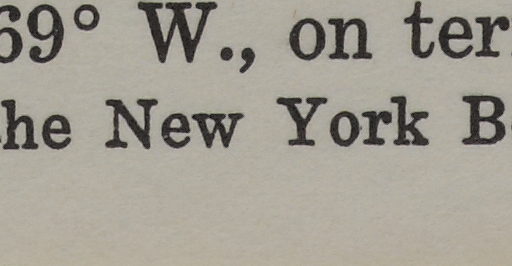 69° W., on ter
he New York B